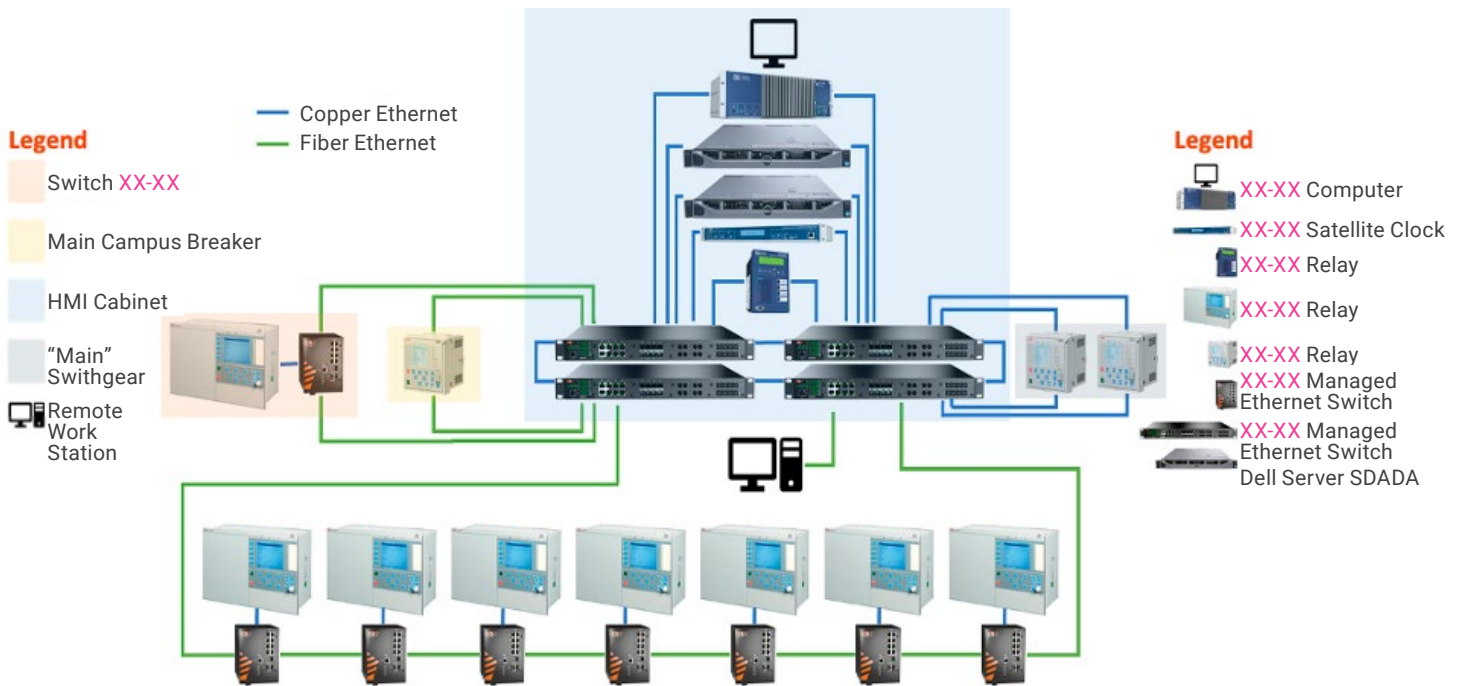 Copper Ethernet
Fiber Ethernet
Legend
Switch XX-XX
Main Campus Breaker
HMI Cabinet
“Main”
Swithgear
Remote
Work
Station
Legend
XX-XX Computer
XX-XX Satellite Clock
XX-XX Relay
XX-XX Relay
XX-XX Relay
XX-XX Managed
Ethernet Switch
XX-XX Managed
Ethernet Switch
Dell Server SDADA